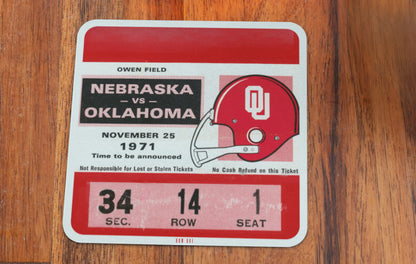 OWEN FIELD
NEBRASKA
- VS -
OKLAHOMA
NOVEMBER 25
1971
Time to be announced
Not Responsible for Lost or Stolen Tickets
No Cash Refund on this Ticket
OU
34 14 1
SEC. ROW SEAT